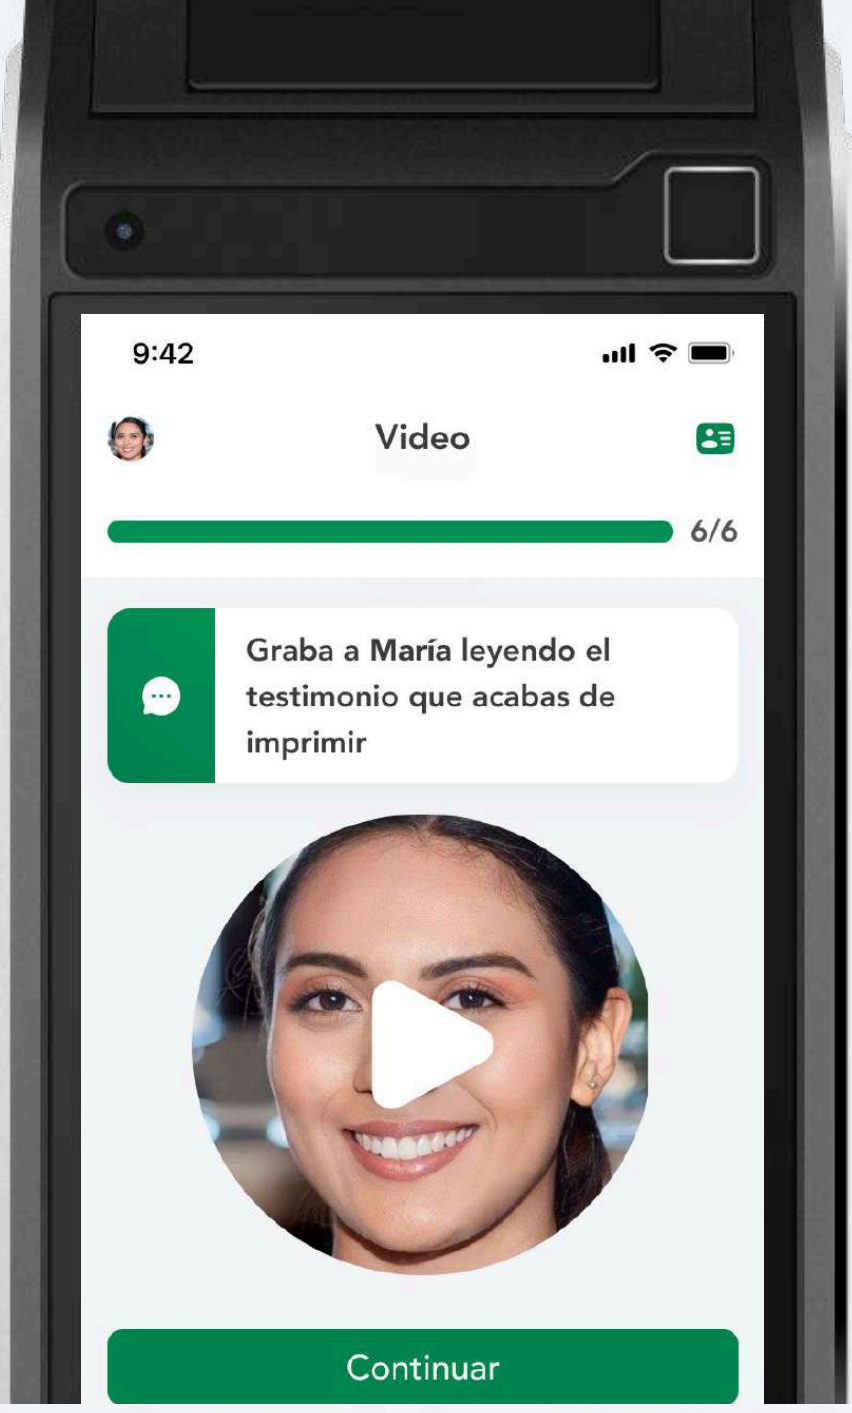 9:42
Video
6/6
Graba a María leyendo el
testimonio que acabas de
imprimir
Continuar